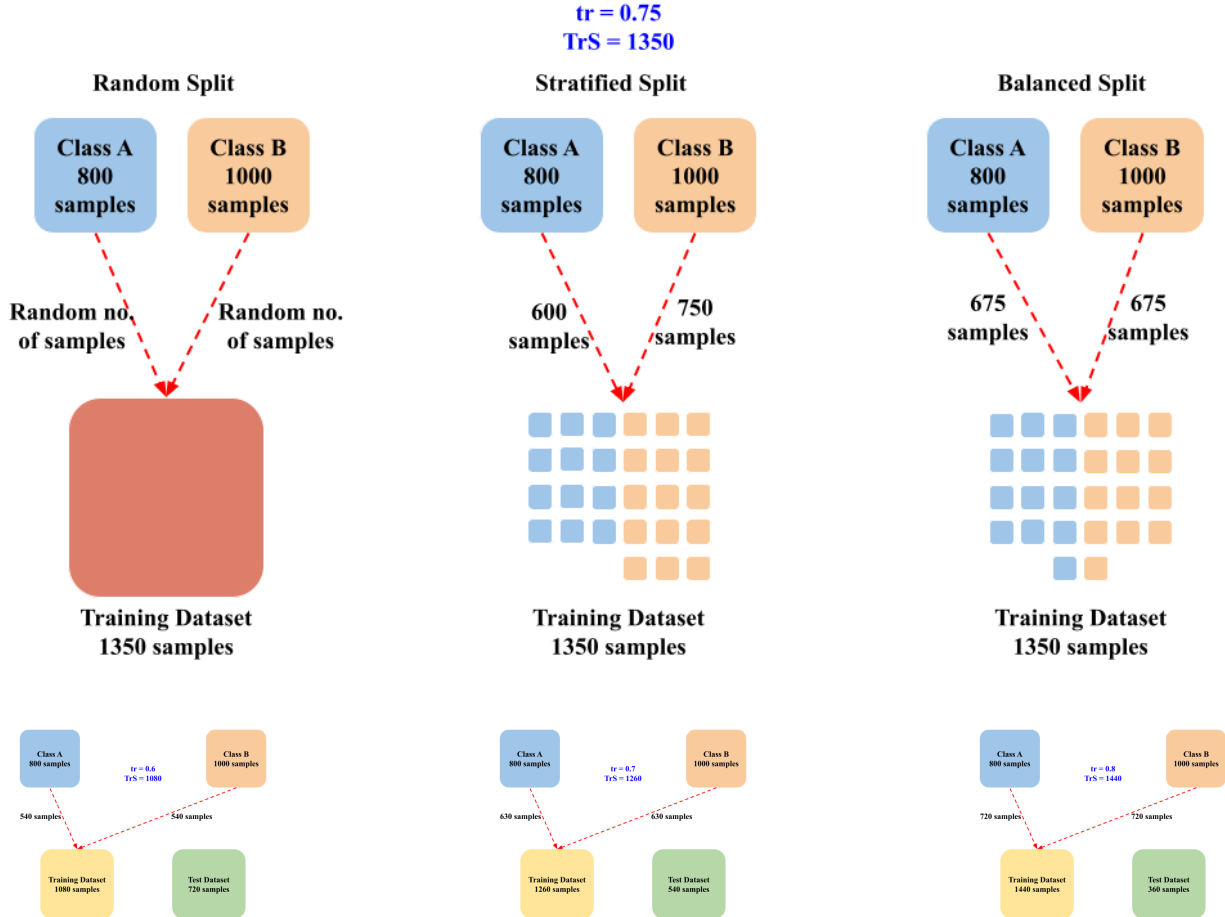 tr = 0.75
TrS = 1350
Random Split
Class A
800
samples
Class B
1000
samples
Random no.
of samples
Random no.
of samples
Training Dataset
1350 samples
Stratified Split
Class A
800
samples
Class B
1000
samples
600
samples
750
samples
Training Dataset
1350 samples
Balanced Split
Class A
800
samples
Class B
1000
samples
675
samples
675
samples
Training Dataset
1350 samples
Class A
800 samples
tr = 0.6
TrS = 1080
Class B
1000 samples
540 samples
540 samples
Training Dataset
1080 samples
Test Dataset
720 samples
Class A
800 samples
tr = 0.7
TrS = 1260
Class B
1000 samples
630 samples
630 samples
Training Dataset
1260 samples
Test Dataset
540 samples
Class A
800 samples
tr = 0.8
TrS = 1440
Class B
1000 samples
720 samples
720 samples
Training Dataset
1440 samples
Test Dataset
360 samples